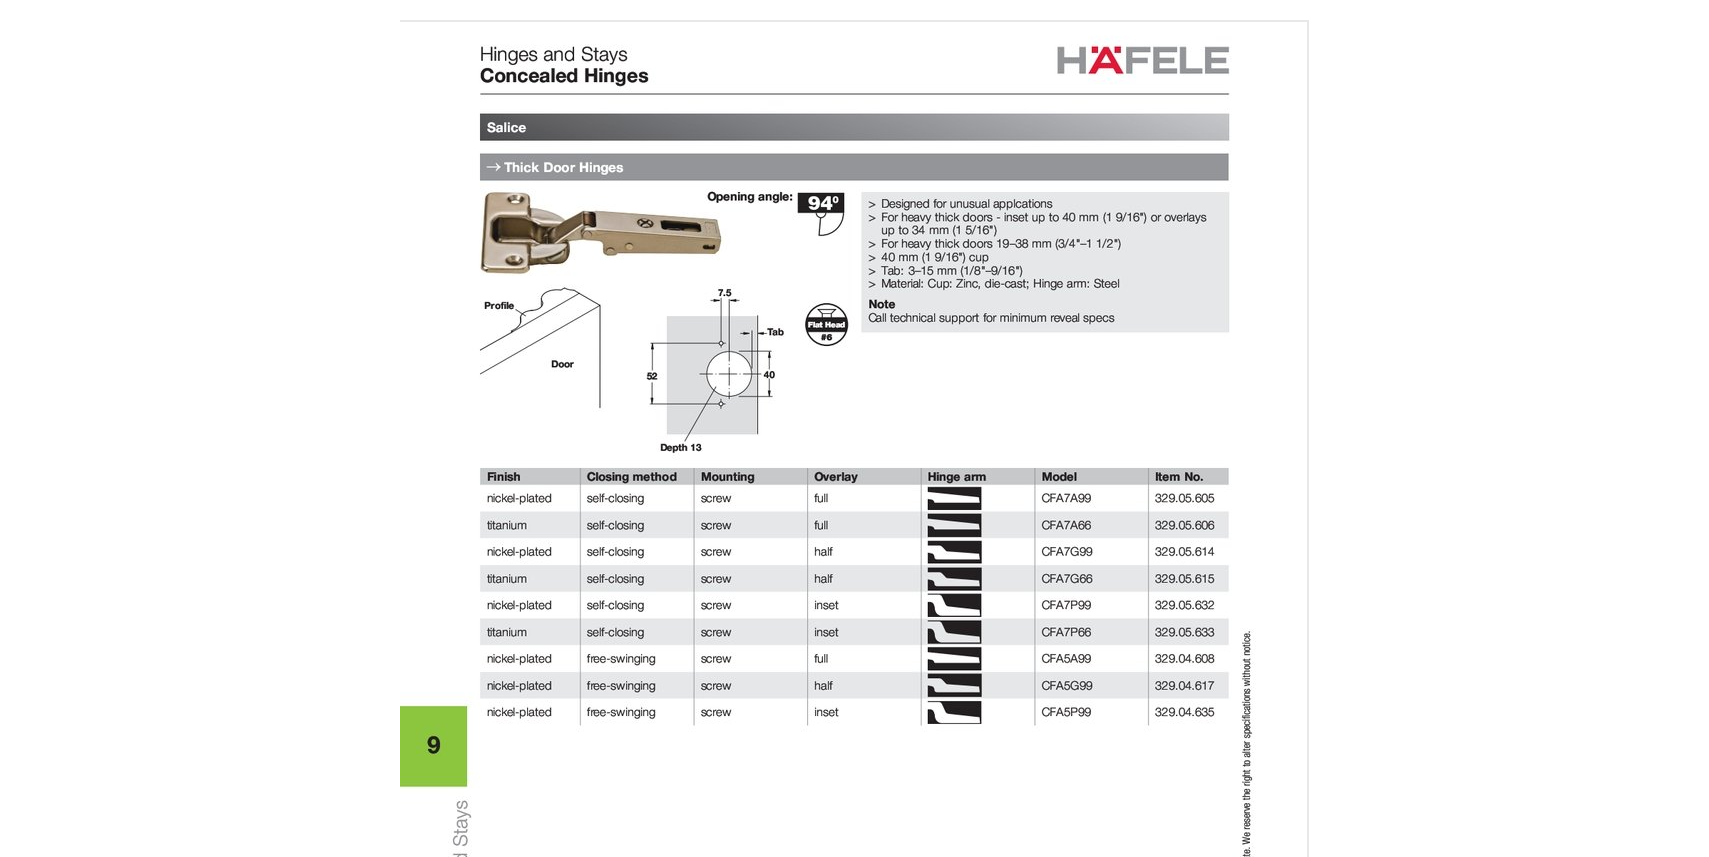 Hinges and Stays
Concealed Hinges
HÄFELE
Salice
→ Thick Door Hinges
Opening angle: 94°
> Designed for unusual applcations
> For heavy thick doors - inset up to 40 mm (1 9/16") or overlays
up to 34 mm (1 5/16")
> For heavy thick doors 19–38 mm (3/4"–1 1/2")
> 40 mm (1 9/16") cup
> Tab: 3–15 mm (1/8"–9/16")
> Material: Cup: Zinc, die-cast; Hinge arm: Steel
Note
Call technical support for minimum reveal specs
Profile
Door
7.5
Tab
52
40
Depth 13
Flat Head
#6
Finish Closing method Mounting Overlay Hinge arm Model Item No.
nickel-plated self-closing screw full CFA7A99 329.05.605
titanium self-closing screw full CFA7A66 329.05.606
nickel-plated self-closing screw half CFA7G99 329.05.614
titanium self-closing screw half CFA7G66 329.05.615
nickel-plated self-closing screw inset CFA7P99 329.05.632
titanium self-closing screw inset CFA7P66 329.05.633
nickel-plated free-swinging screw full CFA5A99 329.04.608
nickel-plated free-swinging screw half CFA5G99 329.04.617
nickel-plated free-swinging screw inset CFA5P99 329.04.635
9
d Stays
te. We reserve the right to alter specifications without notice.